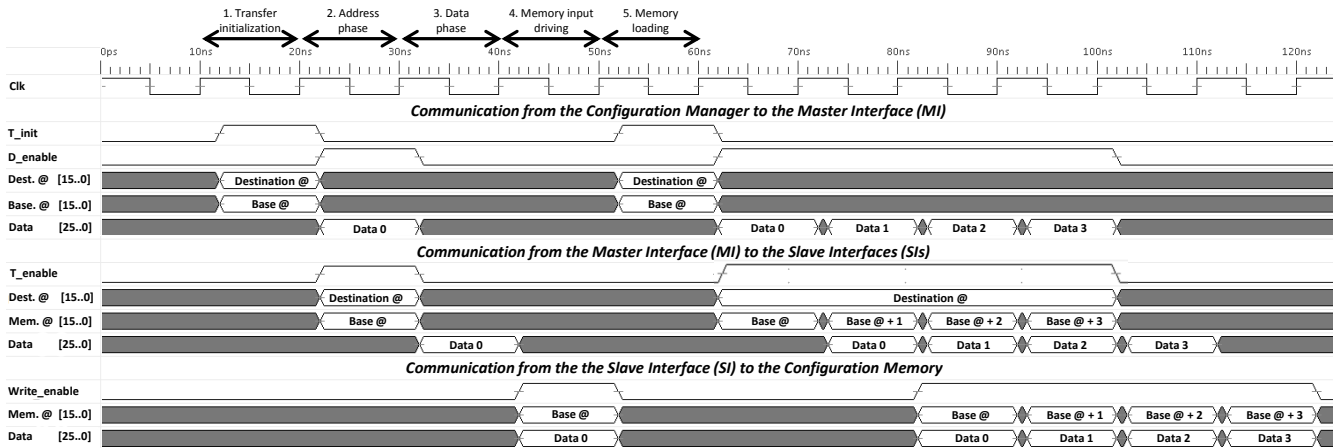 1. Transfer initialization
2. Address phase
3. Data phase
4. Memory input driving
5. Memory loading
0ps 10ns 20ns 30ns 40ns 50ns 60ns 70ns 80ns 90ns 100ns 110ns 120ns
Clk
Communication from the Configuration Manager to the Master Interface (MI)
T_init
D_enable
Dest. @ [15..0] Destination @ Destination @
Base. @ [15..0] Base @ Base @
Data [25..0] Data 0 Data 0 Data 1 Data 2 Data 3
Communication from the Master Interface (MI) to the Slave Interfaces (SIs)
T_enable
Dest. @ [15..0] Destination @ Destination @
Mem. @ [15..0] Base @ Base @ Base @ + 1 Base @ + 2 Base @ + 3
Data [25..0] Data 0 Data 0 Data 1 Data 2 Data 3
Communication from the the Slave Interface (SI) to the Configuration Memory
Write_enable
Mem. @ [15..0] Base @ Base @ Base @ + 1 Base @ + 2 Base @ + 3
Data [25..0] Data 0 Data 0 Data 1 Data 2 Data 3